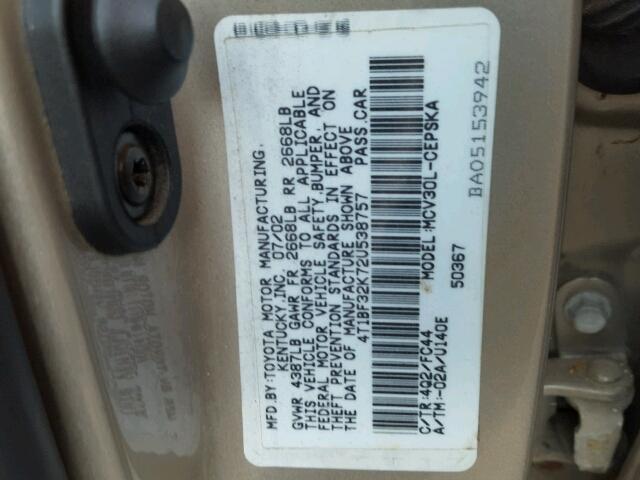 MFD.BY:TOYOTA MOTOR MANUFACTURING.
KENTUCKY,INC. 07/02
GVWR 4387LB GAWR FR 2668LB RR 2668LB
THIS VEHICLE CONFORMS TO ALL APPLICABLE
FEDERAL MOTOR VEHICLE SAFETY,BUMPER, AND
THEFT PREVENTION STANDARDS IN EFFECT ON
THE DATE OF MANUFACTURE SHOWN ABOVE
4T1BF32K72U538757 PASS.CAR
C/TR:4Q2/FC44 MODEL:MCV30L-CEPSKA
A/TM:-02A/U140E 50367
BA05153942